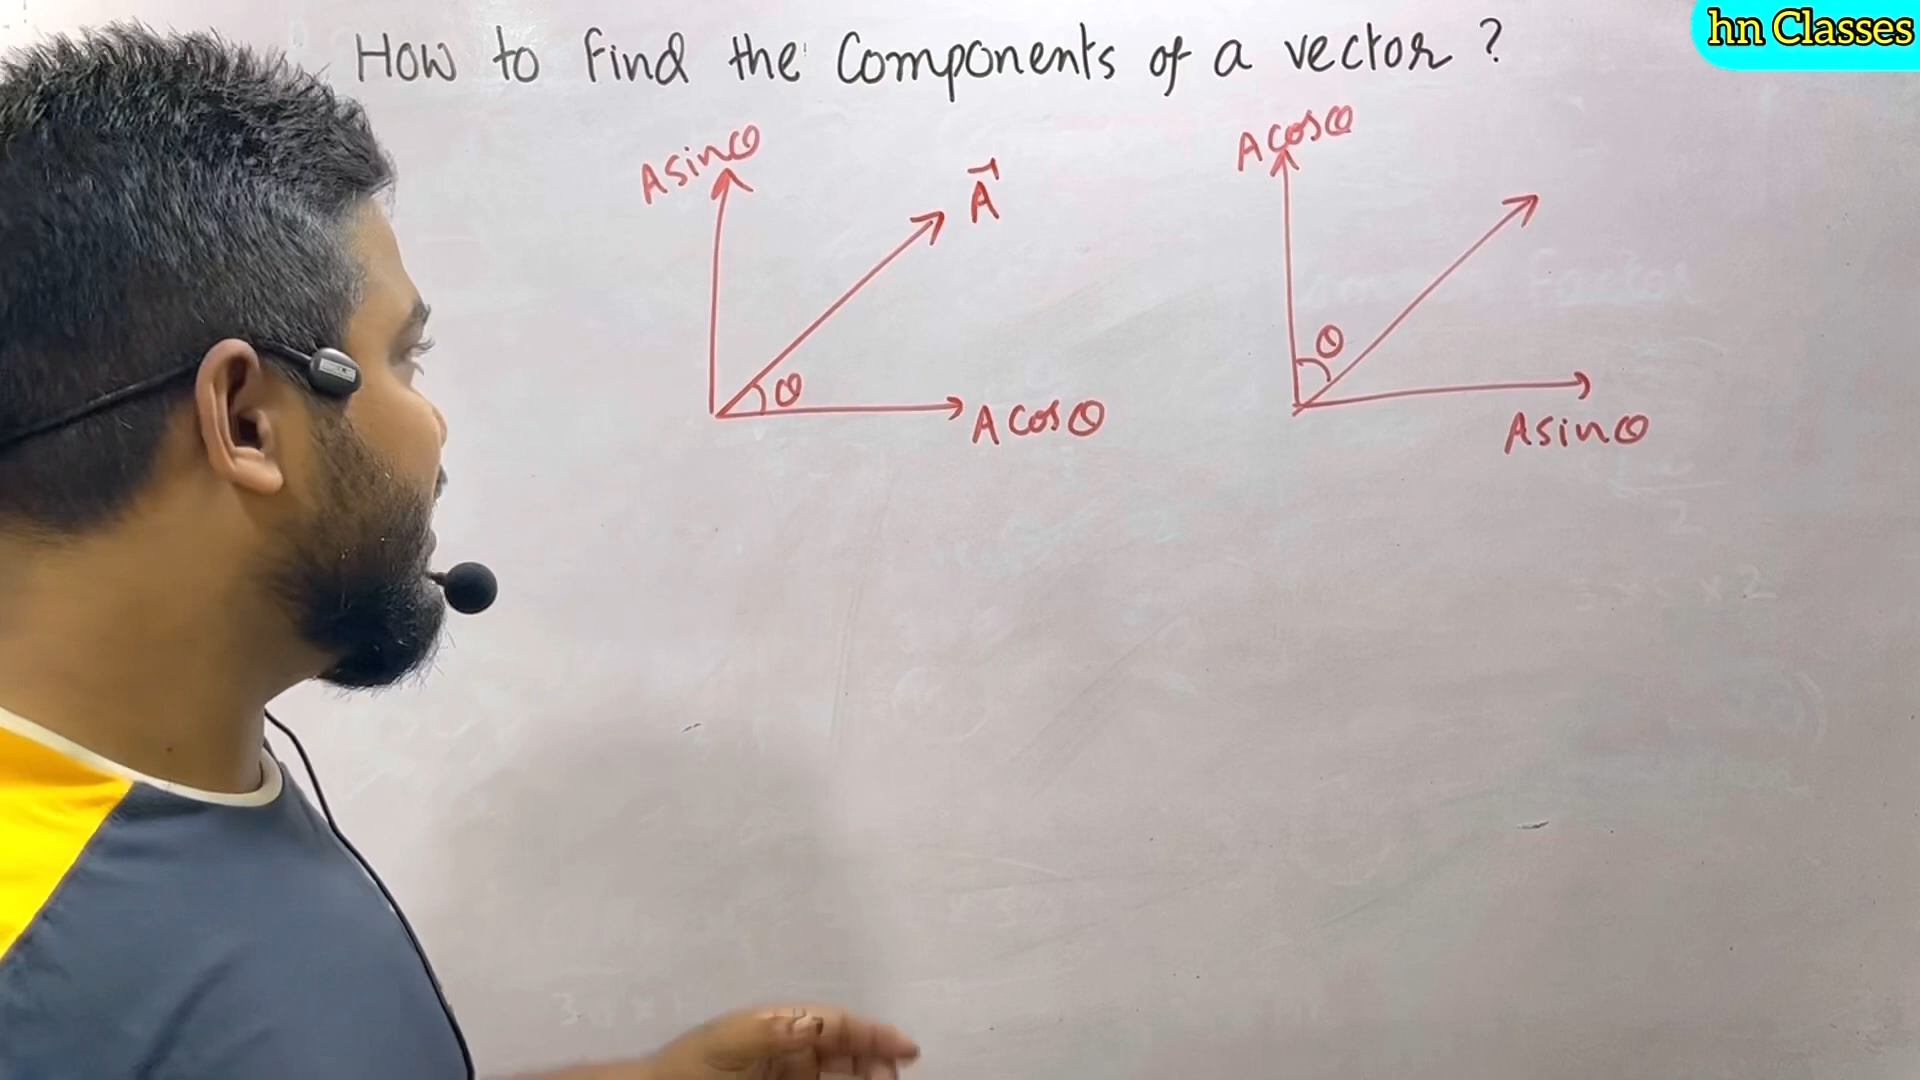 hn Classes
How to find the Components of a vector ?
Asinθ
A⃗
θ
Acosθ
Acosθ
θ
Asinθ